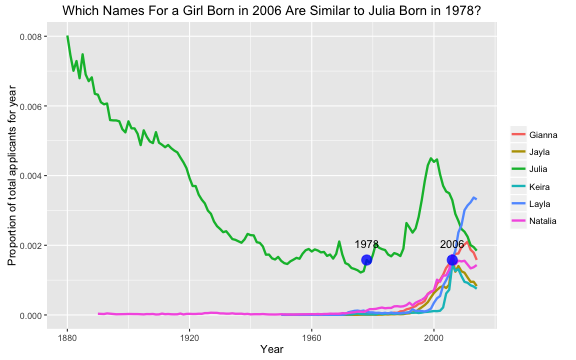 Which Names For a Girl Born in 2006 Are Similar to Julia Born in 1978?
Proportion of total applicants for year
0.008
0.006
0.004
0.002
0.000
1978
2006
1880
1920
1960
2000
Year
Gianna
Jayla
Julia
Keira
Layla
Natalia